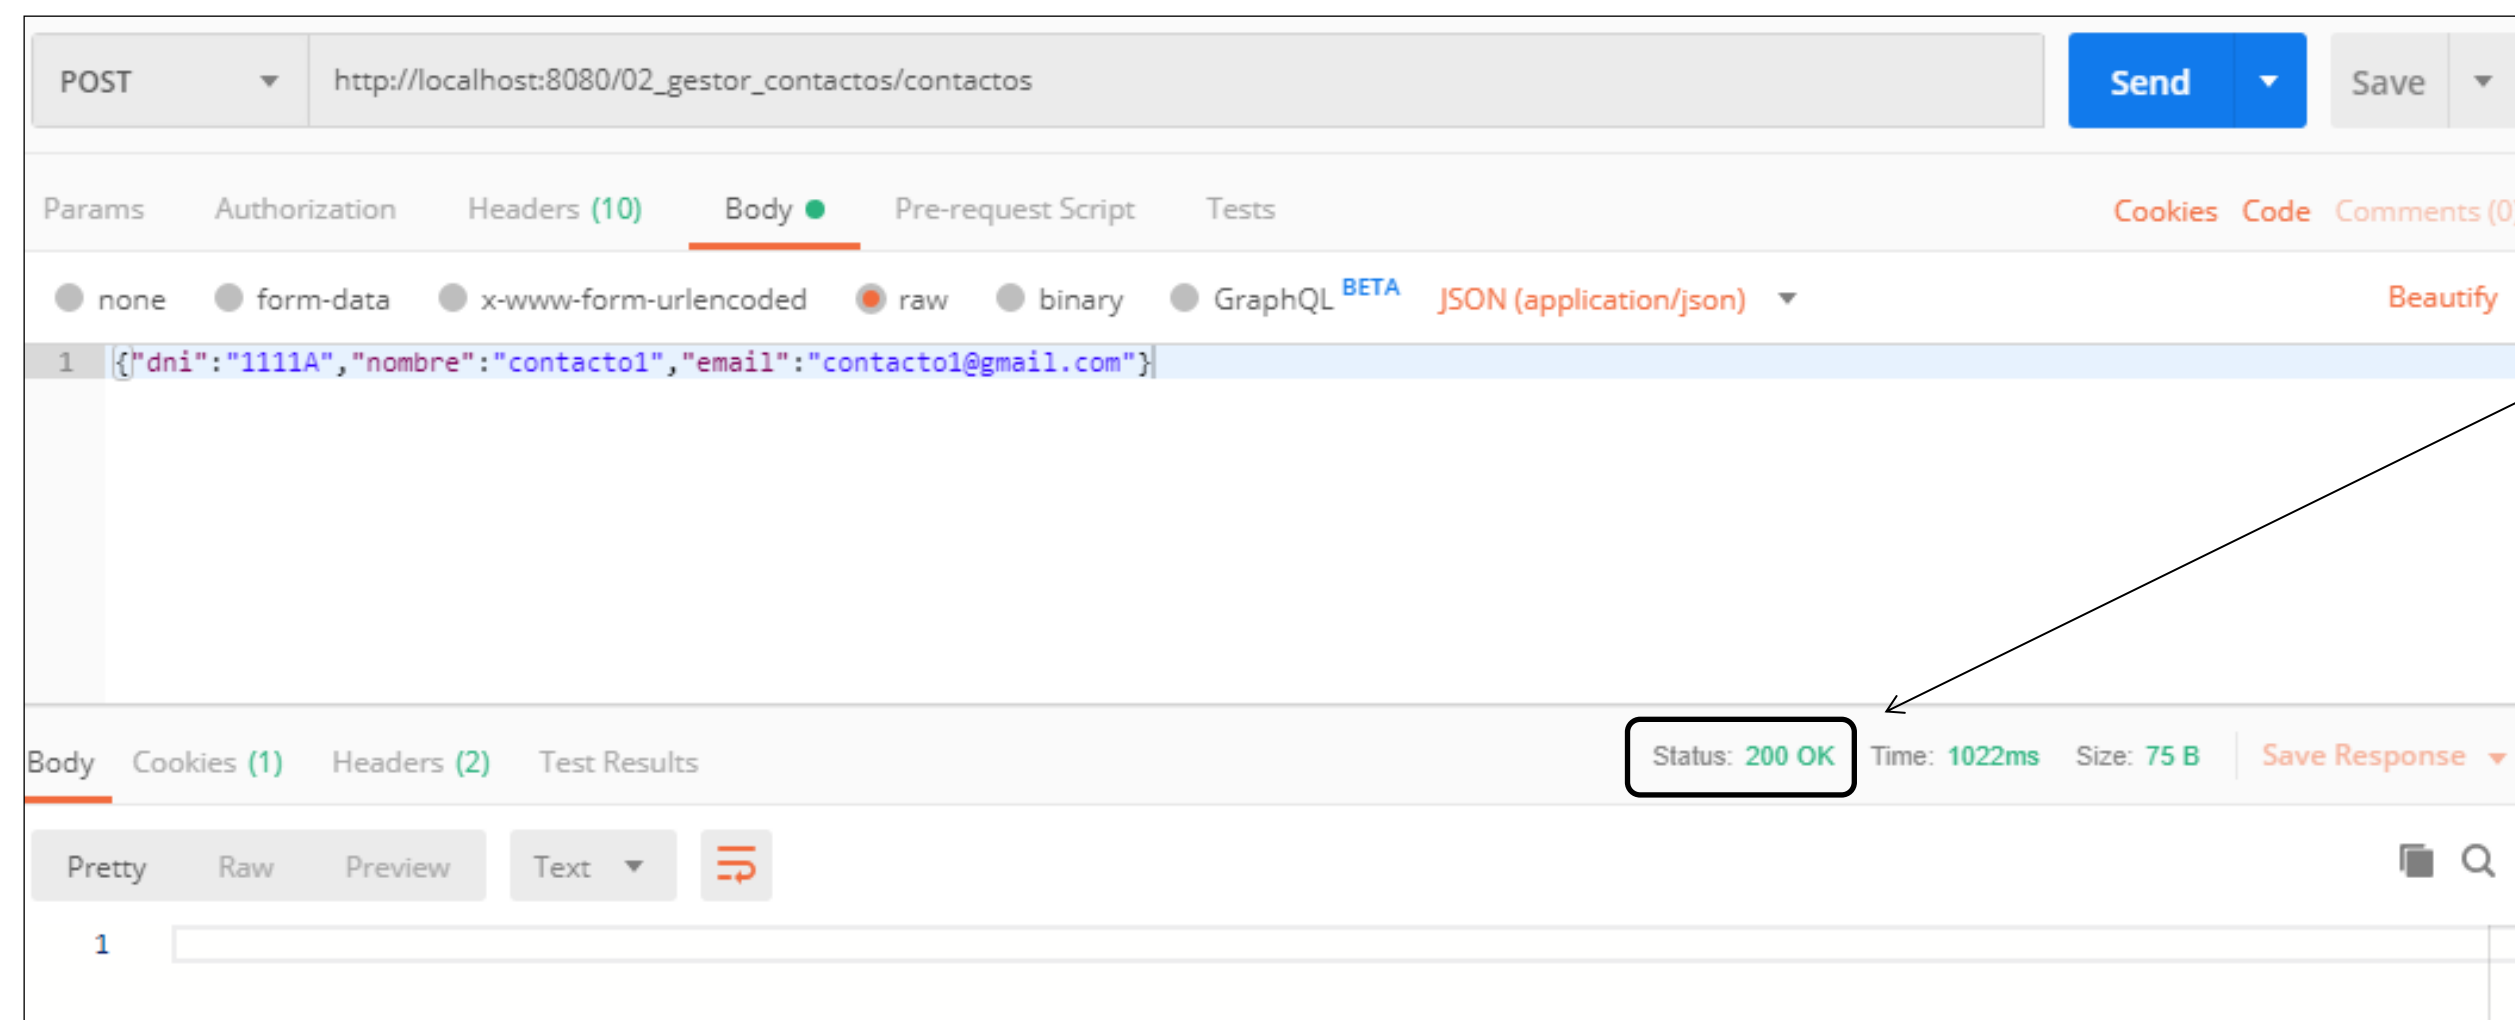 POST http://localhost:8080/02_gestor_contactos/contactos Send Save
Params Authorization Headers (10) Body Pre-request Script Tests Cookies Code Comments (0)
none form-data x-www-form-urlencoded raw binary GraphQL BETA JSON (application/json) Beautify
1 {"dni":"1111A","nombre":"contacto1","email":"contacto1@gmail.com"}
Body Cookies (1) Headers (2) Test Results Status: 200 OK Time: 1022ms Size: 75 B Save Response
Pretty Raw Preview Text
1